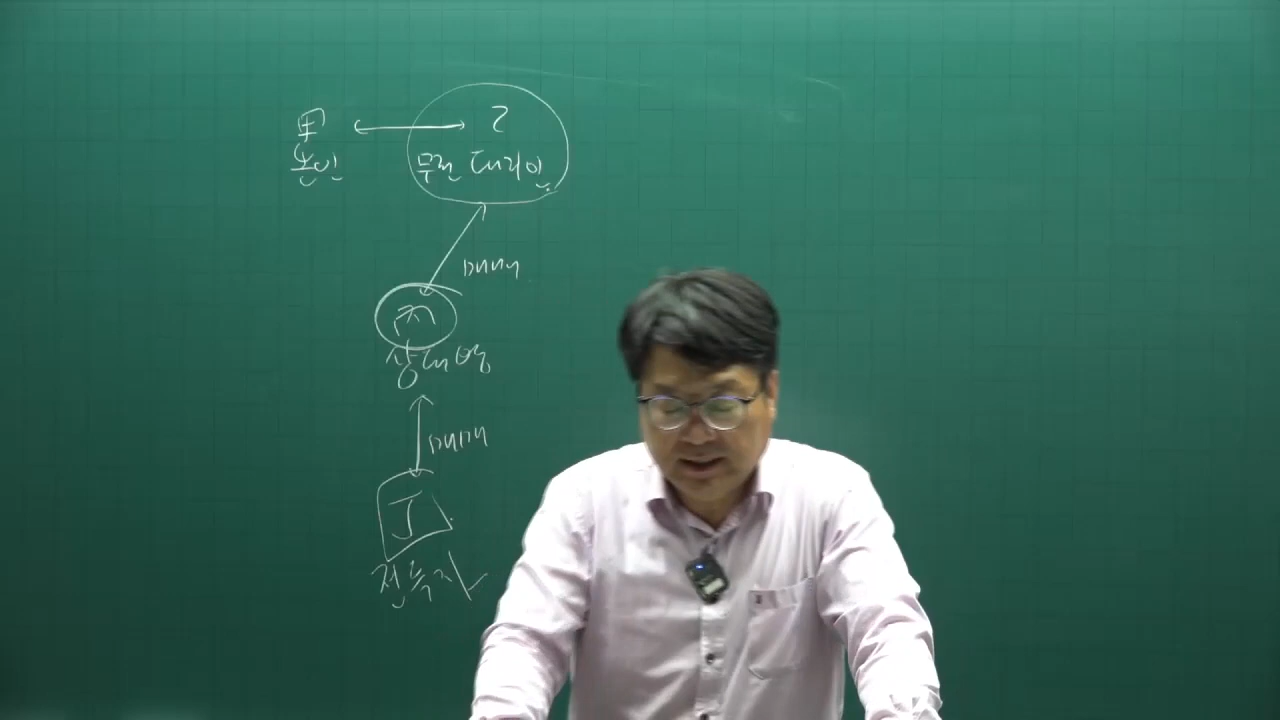 甲 ↔ 乙
본인 무권대리인
매매
丙
상대방
매매
丁
전득자